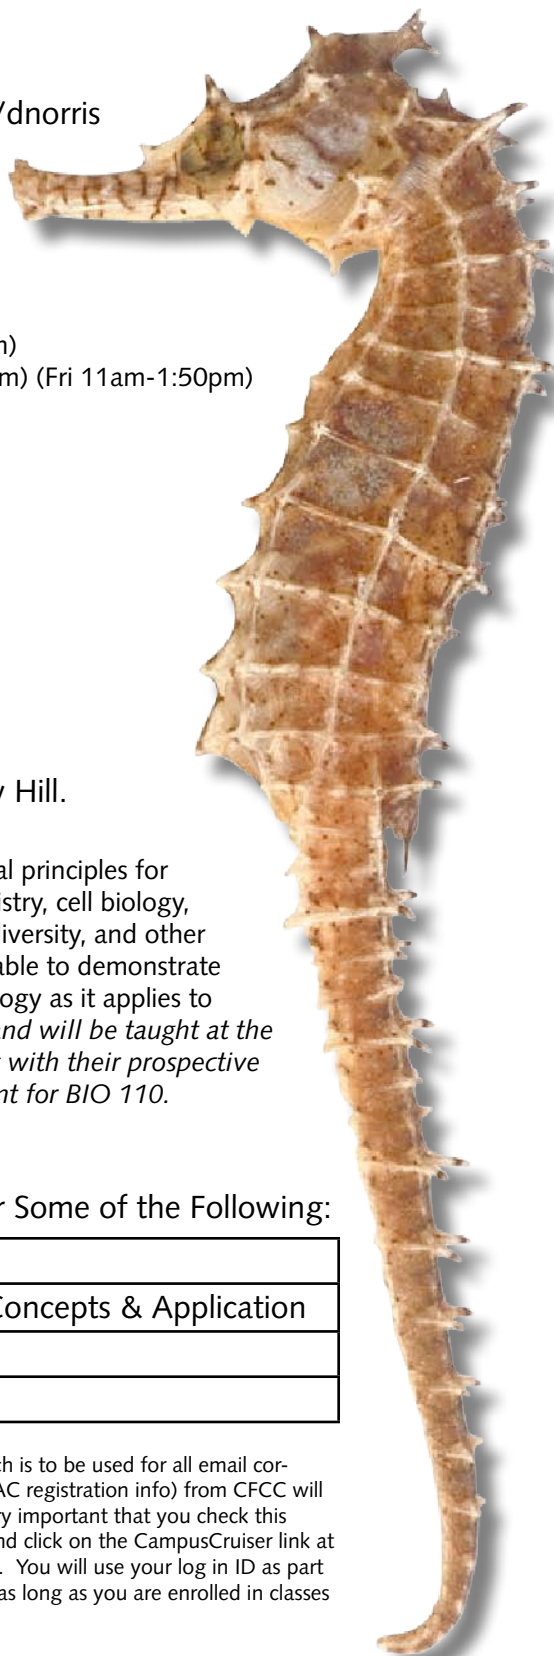 /dnorris
m)
m) (Fri 11am-1:50pm)
y Hill.
al principles for
istry, cell biology,
iversity, and other
able to demonstrate
ogy as it applies to
and will be taught at the
with their prospective
nt for BIO 110.
r Some of the Following:
Concepts & Application
ch is to be used for all email cor-
AC registration info) from CFCC will
ry important that you check this
nd click on the CampusCruiser link at
. You will use your log in ID as part
as long as you are enrolled in classes